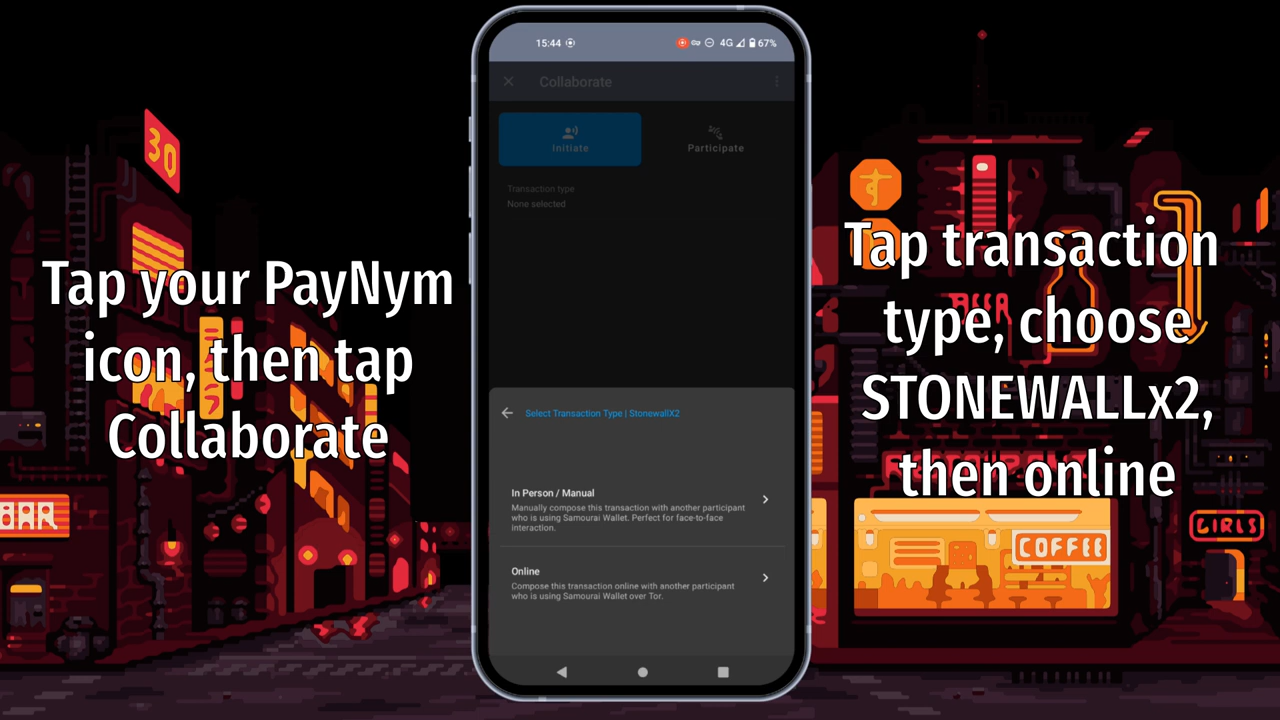 Tap your PayNym
icon, then tap
Collaborate
15:44
4G
67%
Collaborate
Initiate
Participate
Transaction type
None selected
Select Transaction Type | StonewallX2
In Person / Manual
Manually compose this transaction with another participant
who is using Samourai Wallet. Perfect for face-to-face
interaction.
Online
Compose this transaction online with another participant
who is using Samourai Wallet over Tor.
Tap transaction
type, choose
STONEWALLx2,
then online
30
BAR
COFFEE
GIRLS